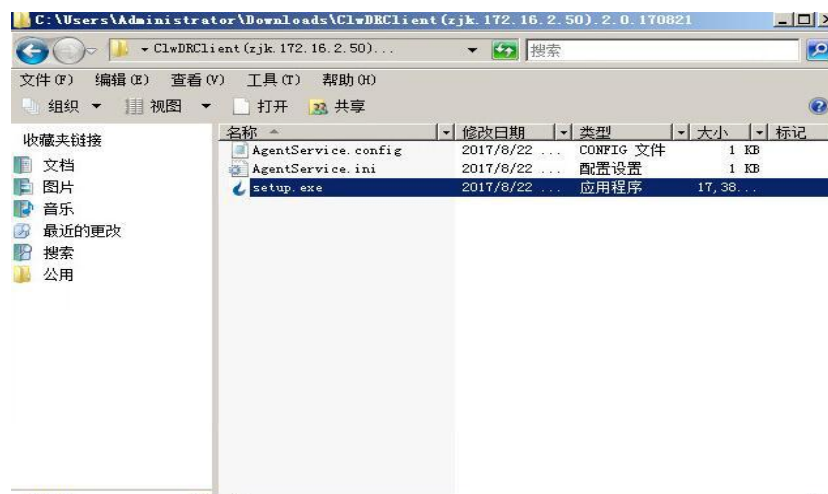 C:\Users\Administrator\Downloads\ClwDRClient(zjk.172.16.2.50).2.0.170821
ClwDRClient(zjk.172.16.2.50)... 搜索
文件(F) 编辑(E) 查看(V) 工具(T) 帮助(H)
组织 视图 打开 共享
收藏夹链接
文档
图片
音乐
最近的更改
搜索
公用
名称 修改日期 类型 大小 标记
AgentService.config 2017/8/22 ... CONFIG 文件 1 KB
AgentService.ini 2017/8/22 ... 配置设置 1 KB
setup.exe 2017/8/22 ... 应用程序 17,38...